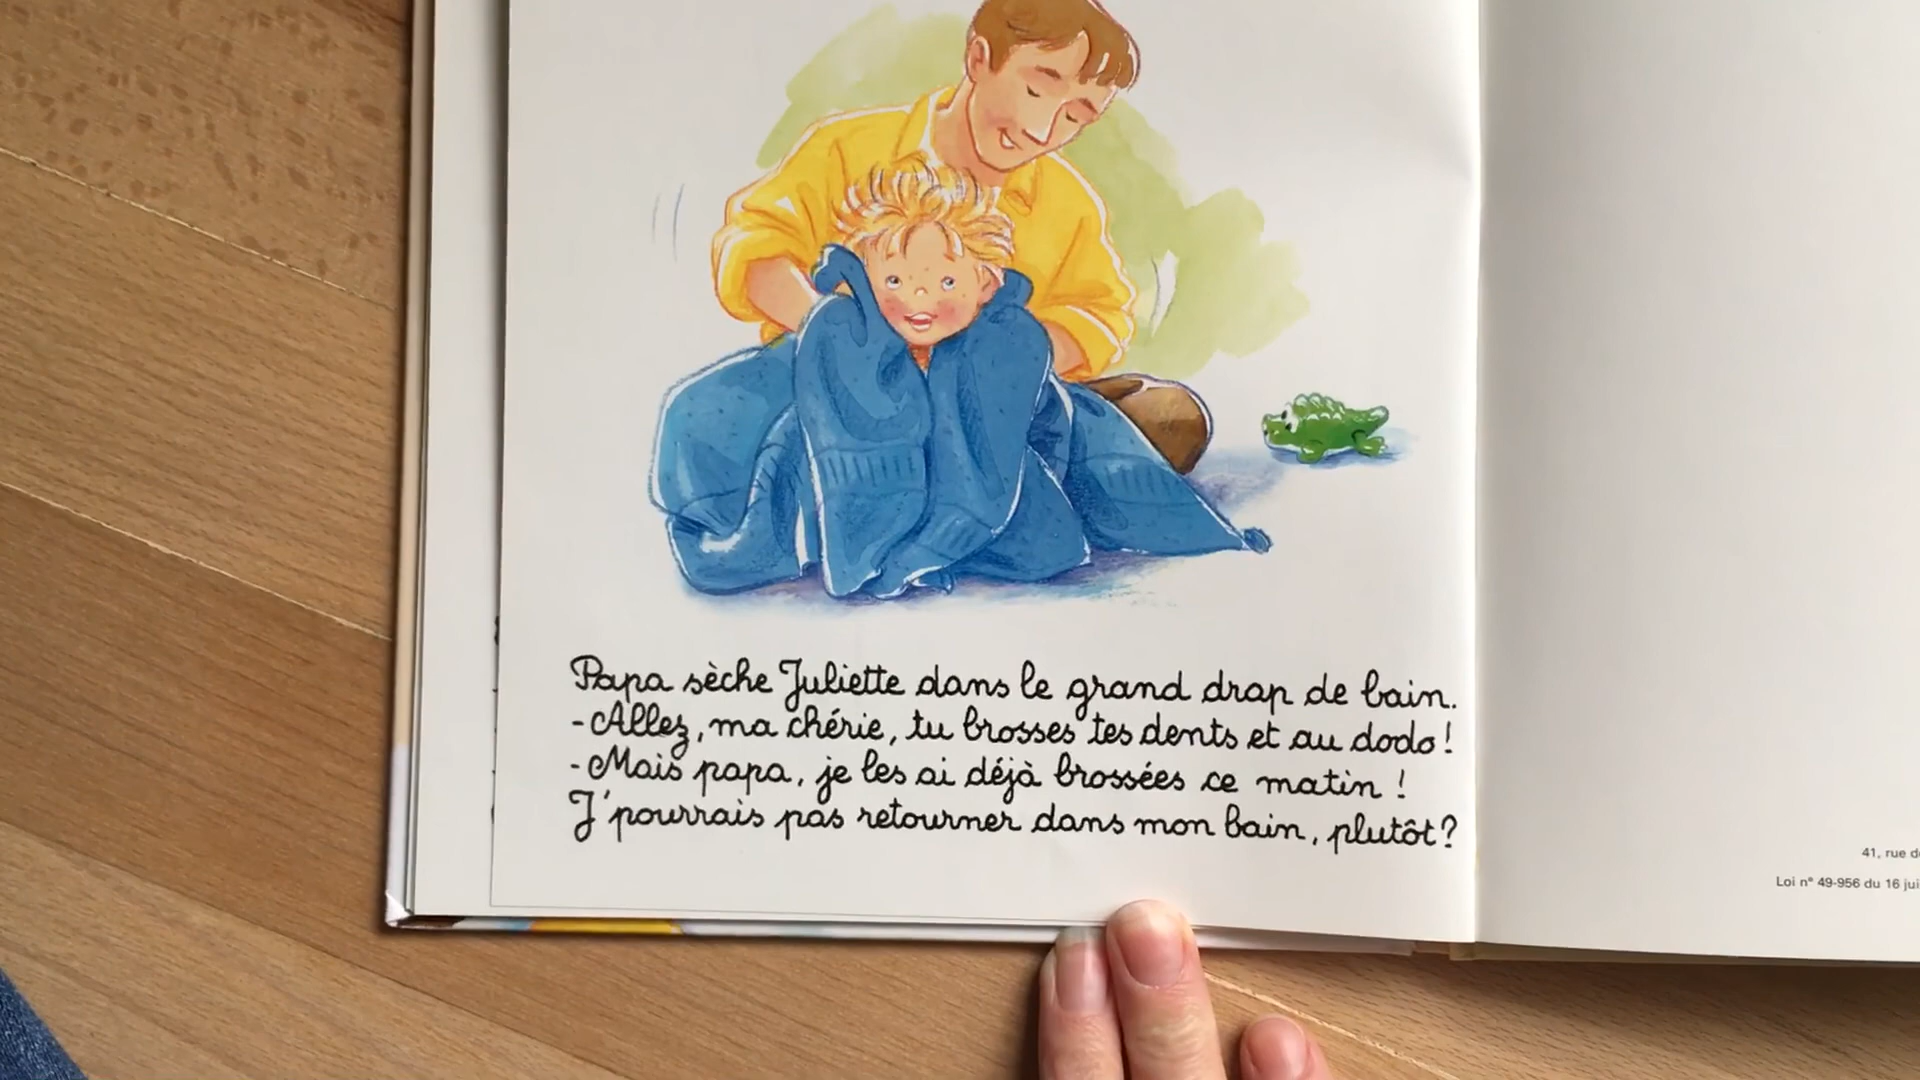 Papa sèche Juliette dans le grand drap de bain.
- Allez, ma chérie, tu brosses tes dents et au dodo !
- Mais papa, je les ai déjà brossées ce matin !
J'pourrais pas retourner dans mon bain, plutôt ?
41, rue
Loi n° 49-956 du 16